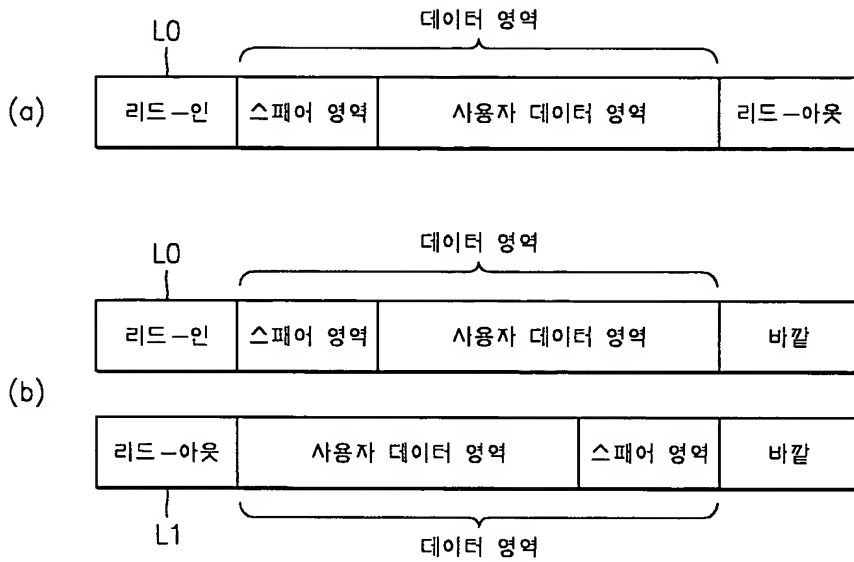 데이터 영역
L0
(a)
리드-인 스패어 영역 사용자 데이터 영역 리드-아웃
데이터 영역
L0
리드-인 스패어 영역 사용자 데이터 영역 바깥
(b)
리드-아웃 사용자 데이터 영역 스패어 영역 바깥
L1
데이터 영역